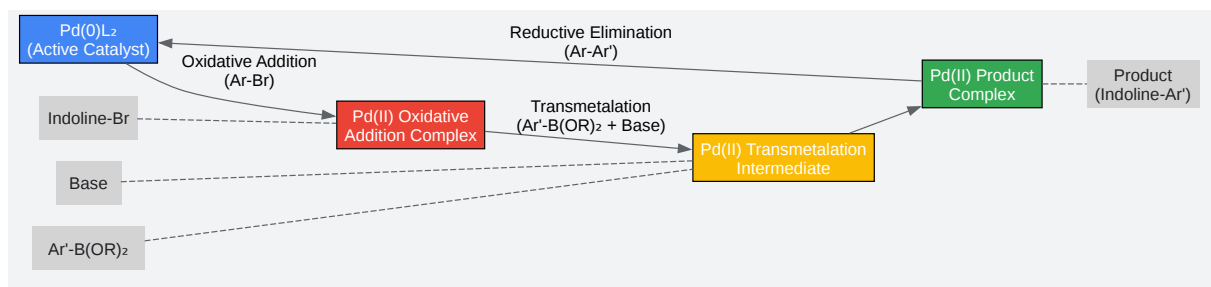 Pd(0)L₂
(Active Catalyst)
Reductive Elimination
(Ar-Ar')
Oxidative Addition
(Ar-Br)
Pd(II) Product
Complex
Product
(Indoline-Ar')
Indoline-Br
Pd(II) Oxidative
Addition Complex
Transmetalation
(Ar'-B(OR)₂ + Base)
Pd(II) Transmetalation
Intermediate
Base
Ar'-B(OR)₂